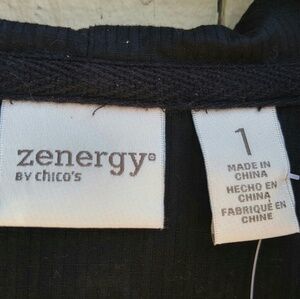 zenergy®
BY chico's
1
MADE IN
CHINA
HECHO EN
CHINA
FABRIQUÉ EN
CHINE